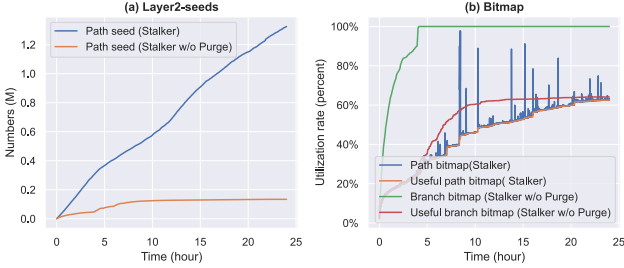 (a) Layer2-seeds
Path seed (Stalker)
Path seed (Stalker w/o Purge)
Numbers (M)
1.2
1.0
0.8
0.6
0.4
0.2
0.0
0
5
10
15
20
25
Time (hour)
(b) Bitmap
Utilization rate (percent)
100%
80%
60%
40%
20%
0%
Path bitmap(Stalker)
Useful path bitmap( Stalker)
Branch bitmap (Stalker w/o Purge)
Useful branch bitmap (Stalker w/o Purge)
0
5
10
15
20
25
Time (hour)